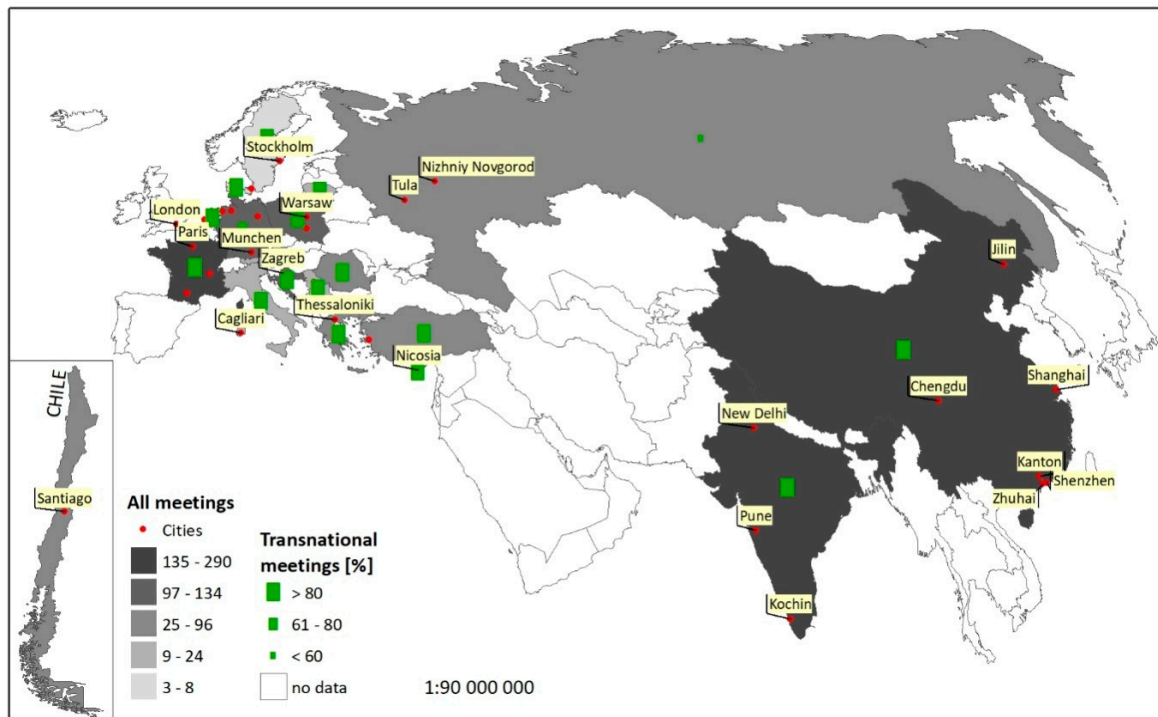 Stockholm
Nizhniy Novgorod
Tula
London
Warsaw
Paris
Munchen
Zagreb
Jilin
Thessaloniki
Cagliari
Nicosia
CHILE
Chengdu
Shanghai
New Delhi
Kanton
Shenzhen
Zhuhai
Santiago
Pune
Kochin
All meetings
Cities
135 - 290
97 - 134
25 - 96
9 - 24
3 - 8
Transnational
meetings [%]
> 80
61 - 80
< 60
no data
1:90 000 000